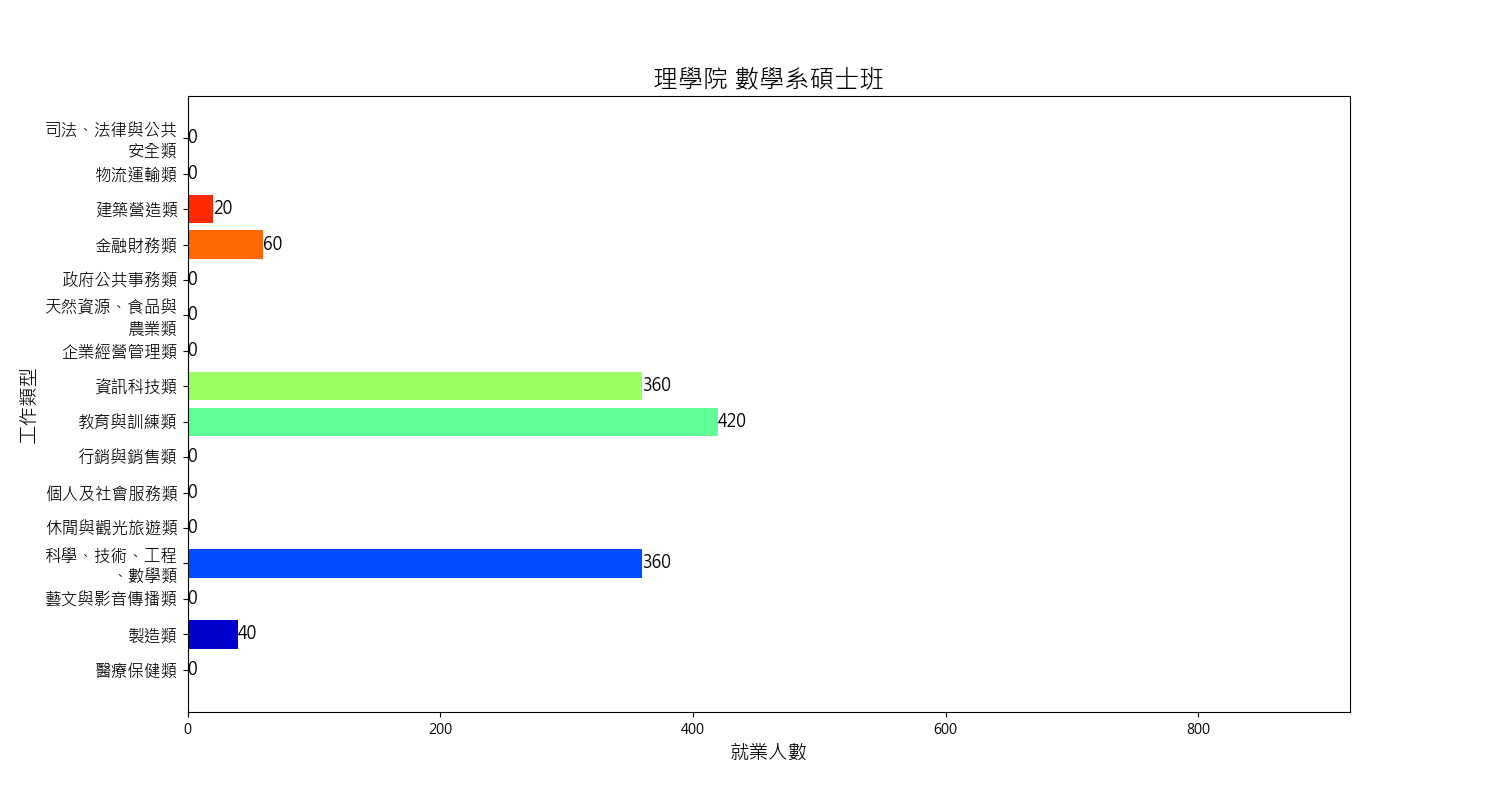 理學院 數學系碩士班
司法、法律與公共
安全類
0
物流運輸類
0
建築營造類
20
金融財務類
60
政府公共事務類
0
天然資源、食品與
農業類
0
企業經營管理類
0
資訊科技類
360
教育與訓練類
420
行銷與銷售類
0
個人及社會服務類
0
休閒與觀光旅遊類
0
科學、技術、工程
、數學類
360
藝文與影音傳播類
0
製造類
40
醫療保健類
0
工作類型
0
200
400
600
800
就業人數